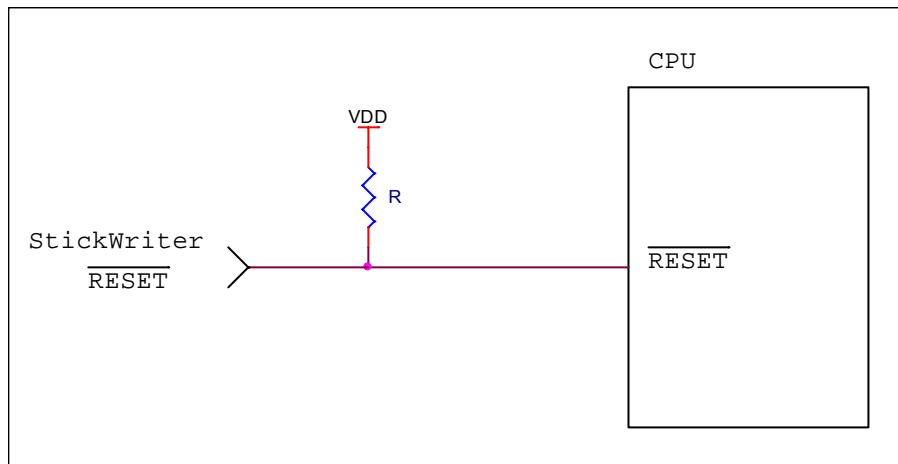 CPU
VDD
R
StickWriter
RESET
RESET